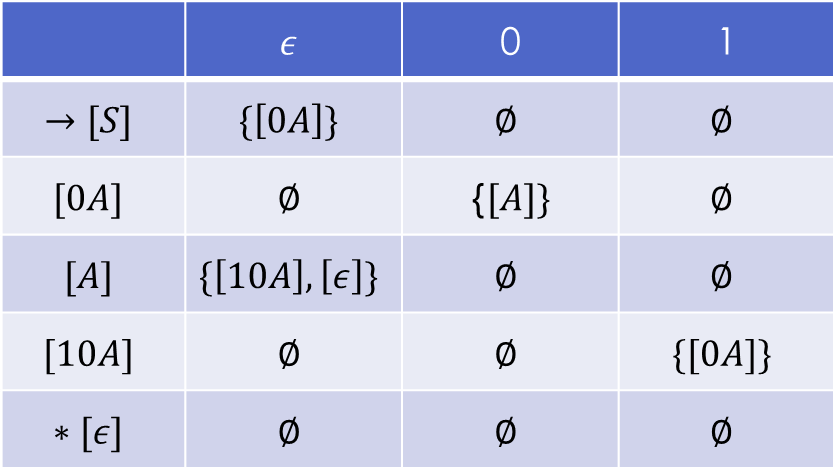 ϵ 0 1
→ [S] {[0A]} ∅ ∅
[0A] ∅ {[A]} ∅
[A] {[10A], [ϵ]} ∅ ∅
[10A] ∅ ∅ {[0A]}
∗ [ϵ] ∅ ∅ ∅